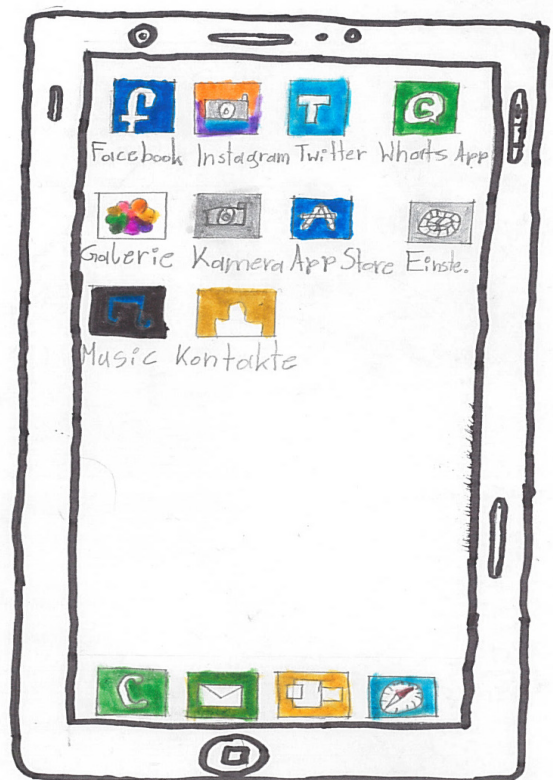 Facebook Instagram Twitter Whats App
Galerie Kamera App Store Einste.
Music Kontakte